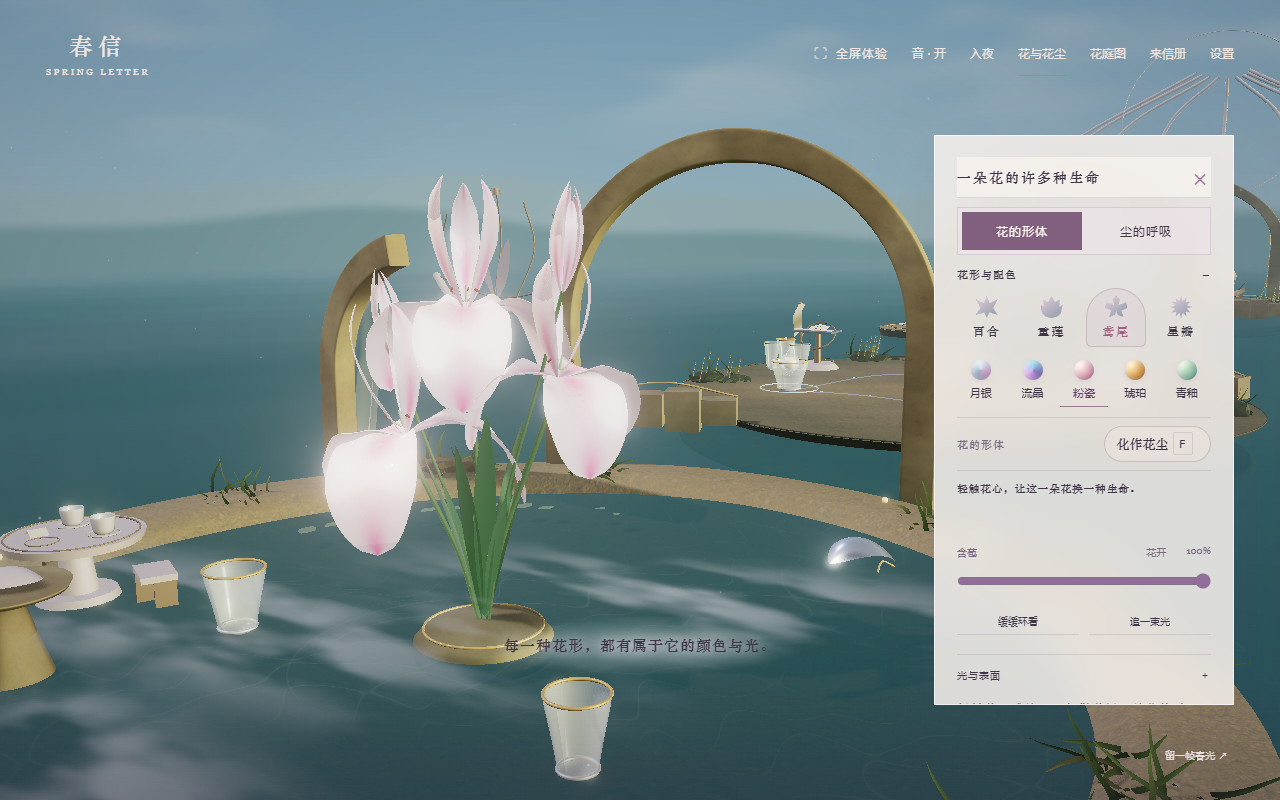 春信
SPRING LETTER
全屏体验
音·开
入夜
花与花尘
花庭图
来信册
设置
一朵花的许多种生命
花的形体
尘的呼吸
花形与配色
百合
重莲
鸢尾
星瓣
月银
流晶
粉瓷
琥珀
青釉
花的形体
化作花尘 F
轻触花心，让这一朵花换一种生命。
含苞
花开
100%
缓缓环看
追一束光
光与表面
每一种花形，都有属于它的颜色与光。
留一帧春光 ↗